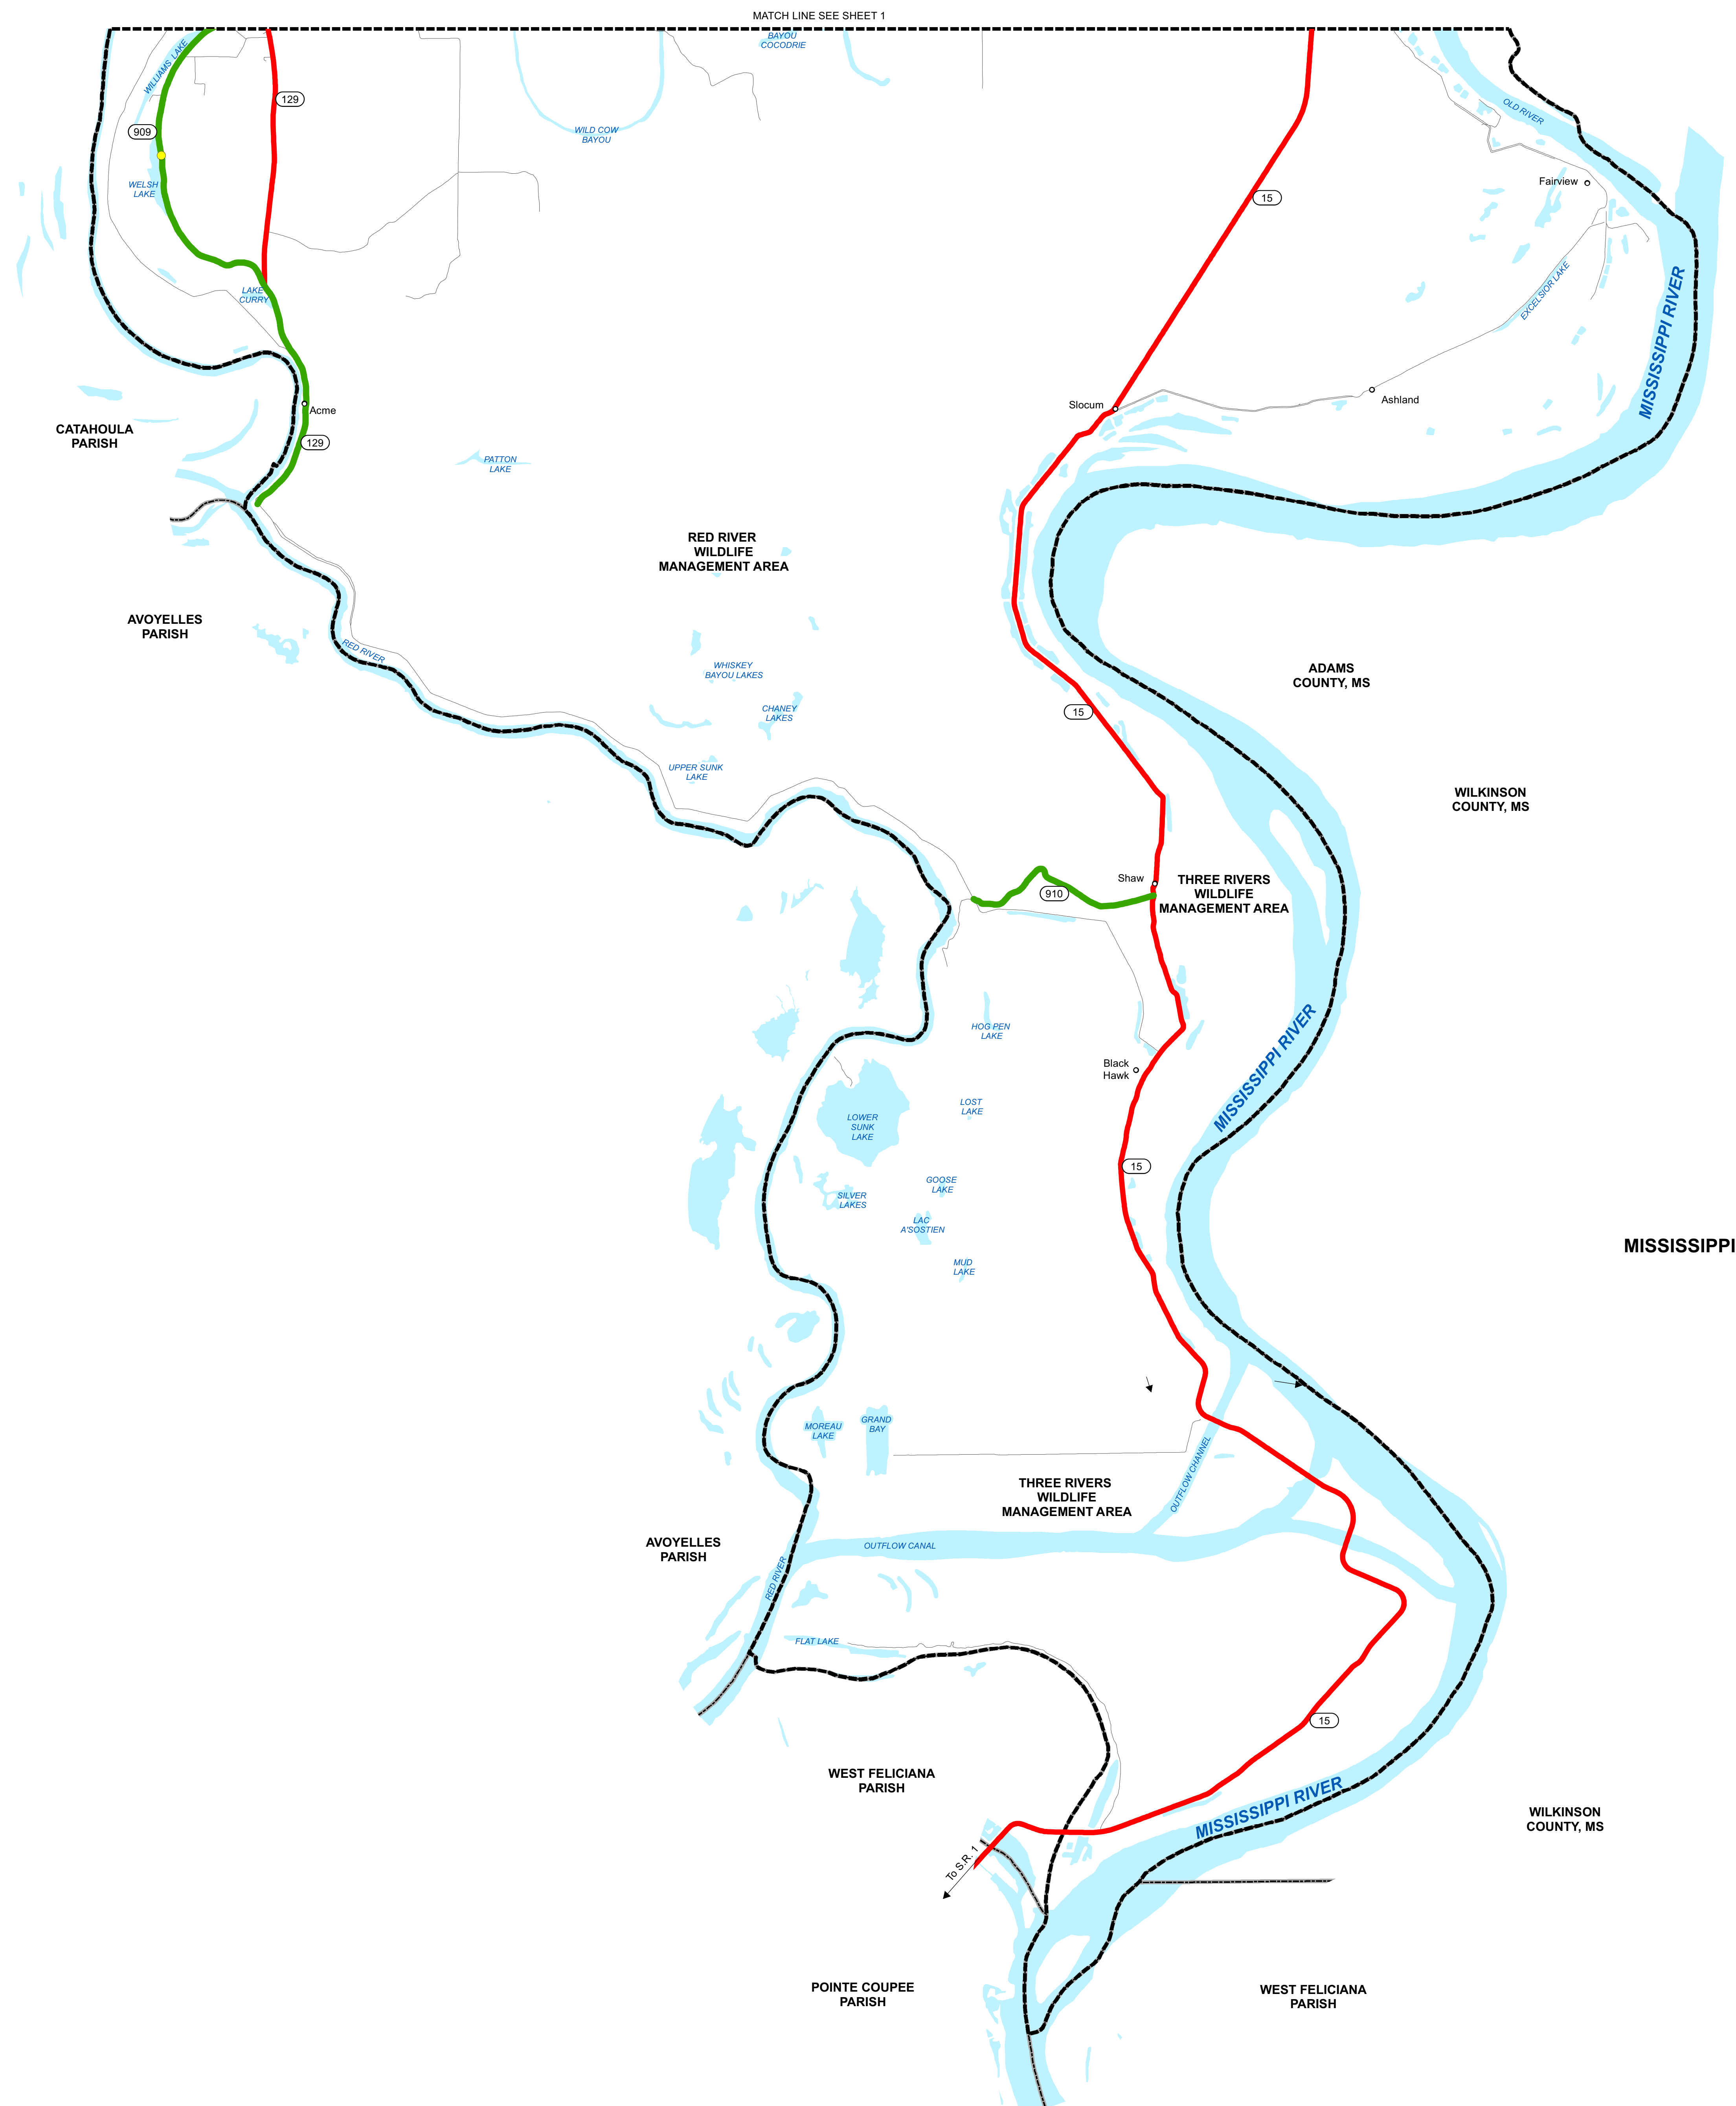 MATCH LINE SEE SHEET 1
BAYOU
COCODRIE
WILLIAMS LAKE
129
OLD RIVER
909
WILD COW
BAYOU
Fairview
WELSH
LAKE
15
LAKE
CURRY
EXCELSIOR LAKE
MISSISSIPPI RIVER
Ashland
Slocum
Acme
CATAHOULA
PARISH
129
PATTON
LAKE
RED RIVER
WILDLIFE
MANAGEMENT AREA
AVOYELLES
PARISH
RED RIVER
WHISKEY
BAYOU LAKES
ADAMS
COUNTY, MS
CHANEY
LAKES
15
UPPER SUNK
LAKE
WILKINSON
COUNTY, MS
Shaw
THREE RIVERS
WILDLIFE
MANAGEMENT AREA
910
HOG PEN
LAKE
MISSISSIPPI RIVER
Black
Hawk
LOST
LAKE
LOWER
SUNK
LAKE
15
GOOSE
LAKE
SILVER
LAKES
LAC
A'SOSTIEN
MISSISSIPPI
MUD
LAKE
MOREAU
LAKE
GRAND
BAY
OUTFLOW CHANNEL
THREE RIVERS
WILDLIFE
MANAGEMENT AREA
AVOYELLES
PARISH
OUTFLOW CANAL
RED RIVER
FLAT LAKE
15
WEST FELICIANA
PARISH
MISSISSIPPI RIVER
WILKINSON
COUNTY, MS
To S.R. 1
POINTE COUPEE
PARISH
WEST FELICIANA
PARISH